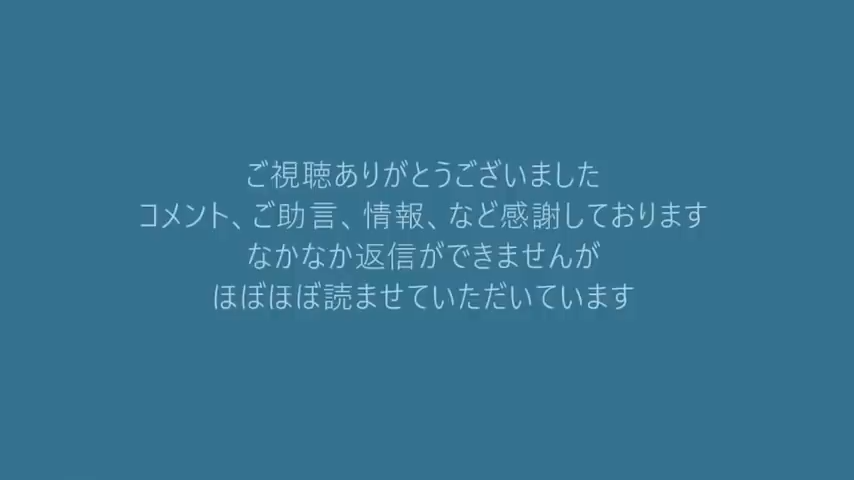 ご視聴ありがとうございました
コメント、ご助言、情報、など感謝しております
なかなか返信ができませんが
ほぼほぼ読ませていただいています